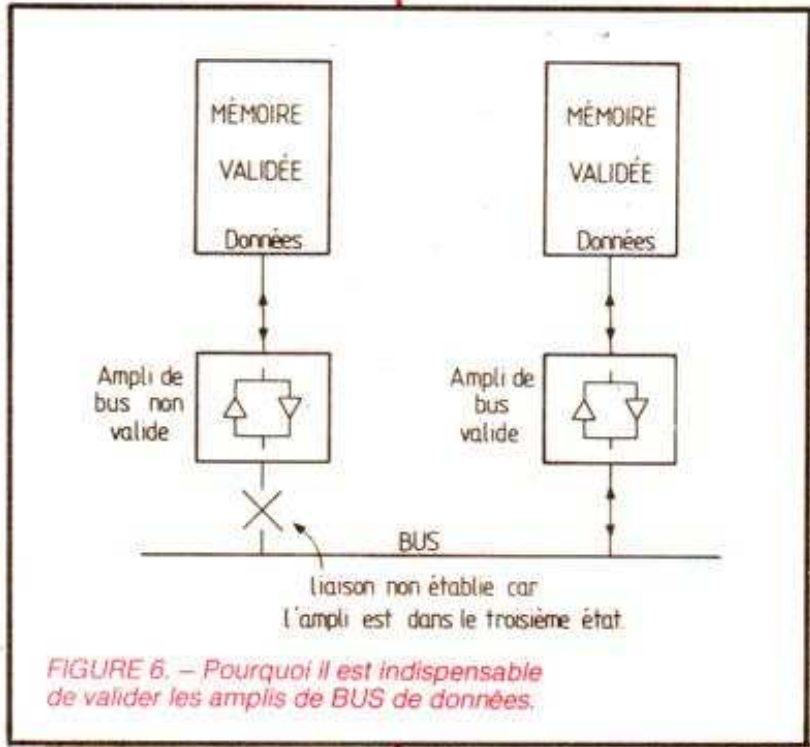 MÉMOIRE
VALIDÉE
Données
MÉMOIRE
VALIDÉE
Données
Ampli de
bus non
valide
Ampli de
bus
valide
BUS
liaison non établie car
l'ampli est dans le troisième état.
FIGURE 6. – Pourquoi il est indispensable
de valider les amplis de BUS de données.